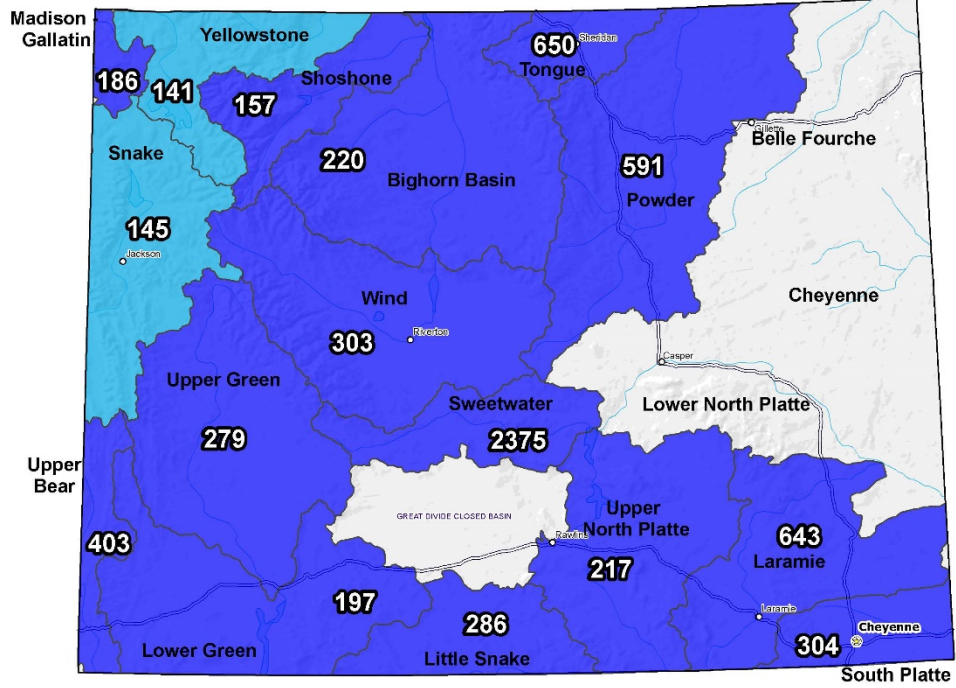 Madison
Gallatin
Yellowstone
650
Sheridan
Tongue
186
141
157
Shoshone
Gillette
Belle Fourche
Snake
220
Bighorn Basin
591
Powder
145
Jackson
Wind
Cheyenne
303
Riverton
Casper
Upper Green
Sweetwater
Lower North Platte
279
2375
Upper
Bear
GREAT DIVIDE CLOSED BASIN
Upper
North Platte
403
Rawlins
643
Laramie
217
197
286
Laramie
Cheyenne
Lower Green
Little Snake
304
South Platte